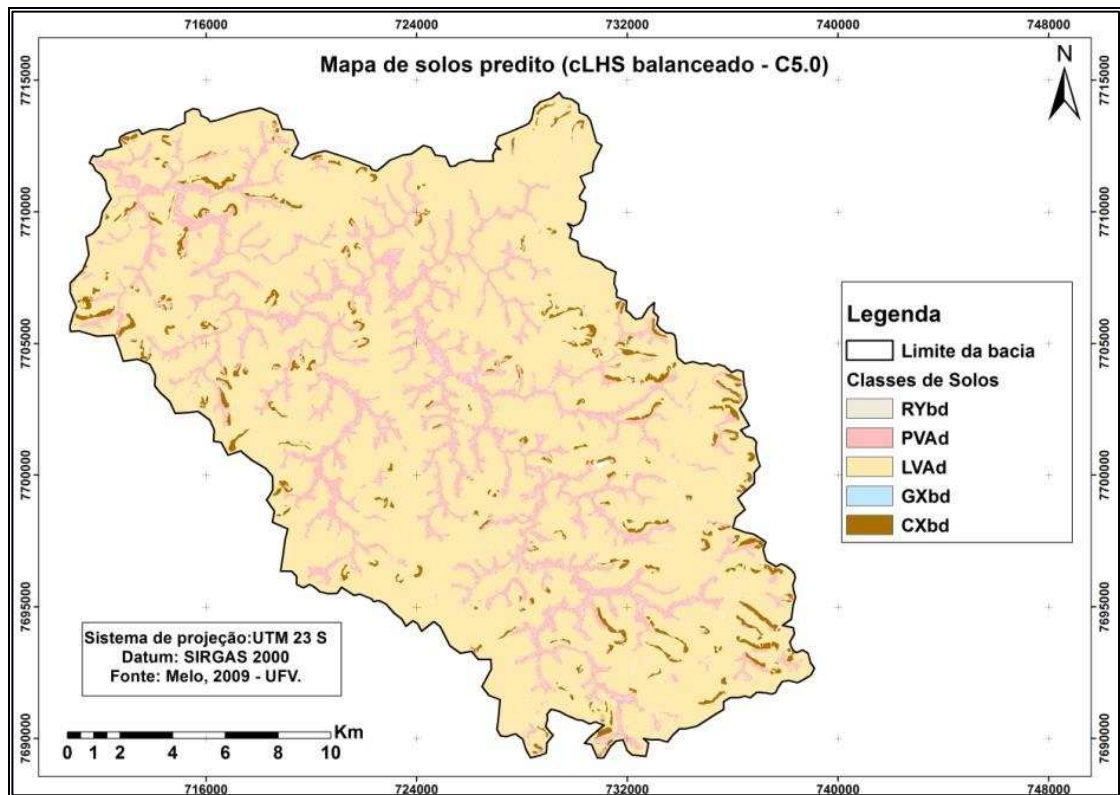 716000 724000 732000 740000 748000
Mapa de solos predito (cLHS balanceado - C5.0)
N
7715000 7715000
7710000 7710000
7705000 7705000
7700000 7700000
7695000 7695000
7690000 7690000
Legenda
Limite da bacia
Classes de Solos
RYbd
PVAd
LVAd
GXbd
CXbd
Sistema de projeção:UTM 23 S
Datum: SIRGAS 2000
Fonte: Melo, 2009 - UFV.
Km
0 1 2 4 6 8 10
716000 724000 732000 740000 748000